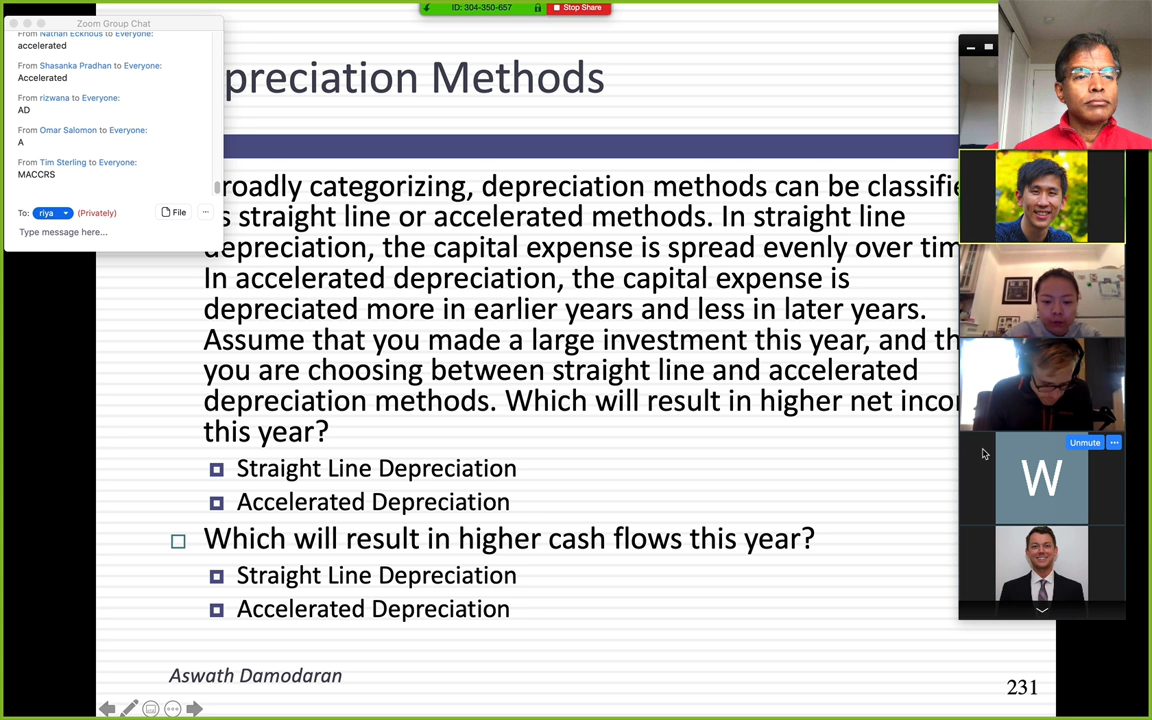 ID: 304-350-657
Stop Share
Zoom Group Chat
From Nathan Eckhous to Everyone:
accelerated
From Shasanka Pradhan to Everyone:
Accelerated
From rizwana to Everyone:
AD
From Omar Salomon to Everyone:
A
From Tim Sterling to Everyone:
MACCRS
To: riya (Privately)
File
Type message here...
preciation Methods
roadly categorizing, depreciation methods can be classifie
s straight line or accelerated methods. In straight line
depreciation, the capital expense is spread evenly over tim
In accelerated depreciation, the capital expense is
depreciated more in earlier years and less in later years.
Assume that you made a large investment this year, and th
you are choosing between straight line and accelerated
depreciation methods. Which will result in higher net inco
this year?
Straight Line Depreciation
Accelerated Depreciation
Which will result in higher cash flows this year?
Straight Line Depreciation
Accelerated Depreciation
Aswath Damodaran
231
Unmute
W